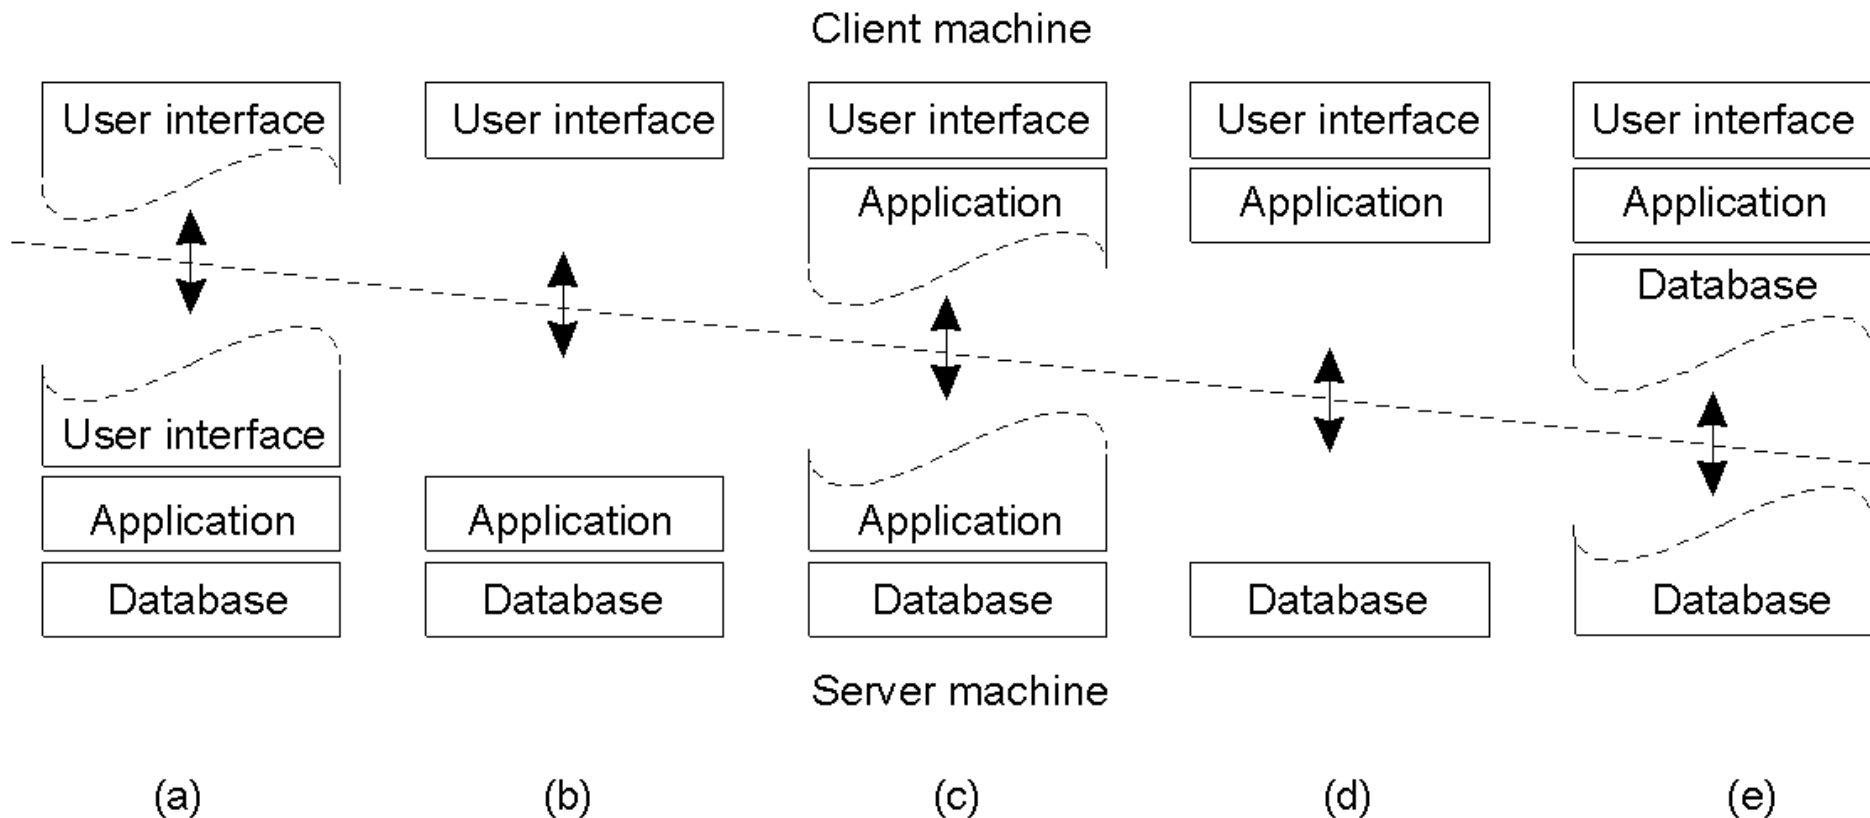 Client machine
User interface User interface User interface User interface User interface
Application Application Application
Database
User interface
Application Application Application
Database Database Database Database Database
Server machine
(a) (b) (c) (d) (e)